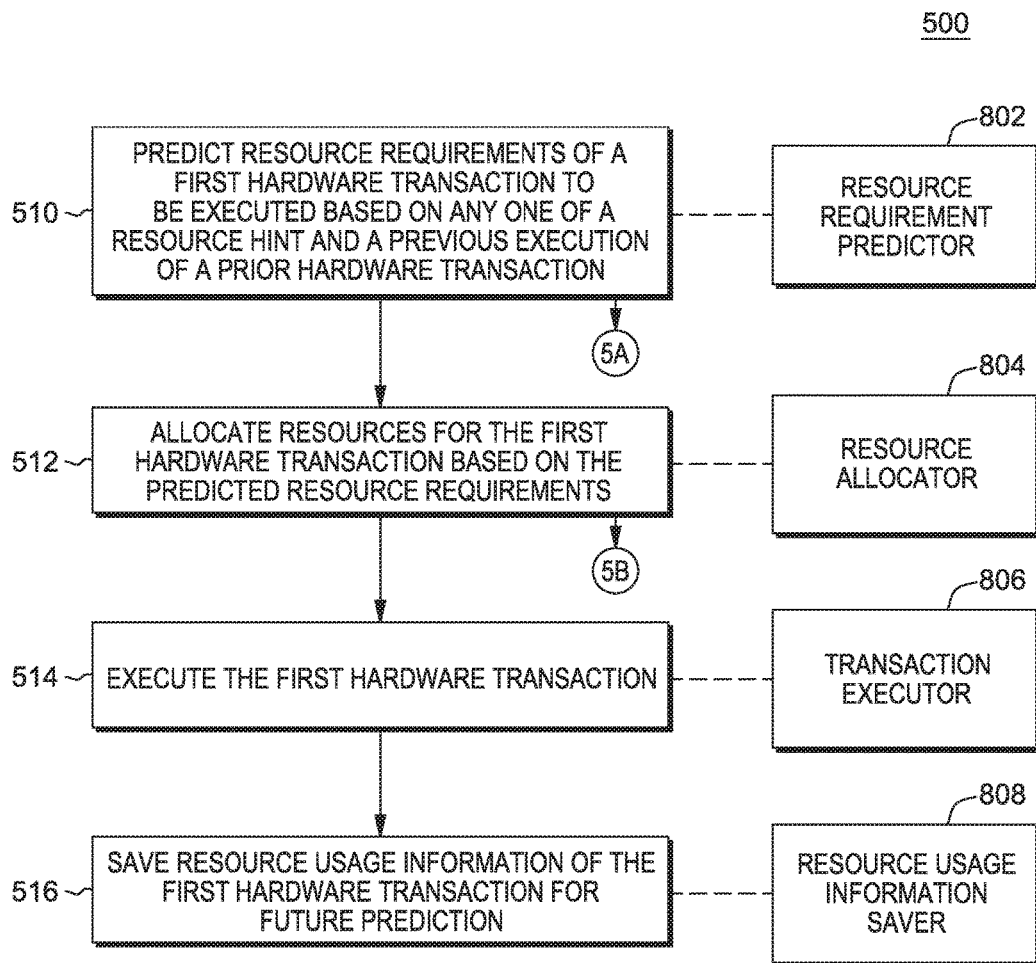 500
510
PREDICT RESOURCE REQUIREMENTS OF A
FIRST HARDWARE TRANSACTION TO
BE EXECUTED BASED ON ANY ONE OF A
RESOURCE HINT AND A PREVIOUS EXECUTION
OF A PRIOR HARDWARE TRANSACTION
802
RESOURCE
REQUIREMENT
PREDICTOR
5A
512
ALLOCATE RESOURCES FOR THE FIRST
HARDWARE TRANSACTION BASED ON THE
PREDICTED RESOURCE REQUIREMENTS
804
RESOURCE
ALLOCATOR
5B
514
EXECUTE THE FIRST HARDWARE TRANSACTION
806
TRANSACTION
EXECUTOR
516
SAVE RESOURCE USAGE INFORMATION OF THE
FIRST HARDWARE TRANSACTION FOR
FUTURE PREDICTION
808
RESOURCE USAGE
INFORMATION
SAVER